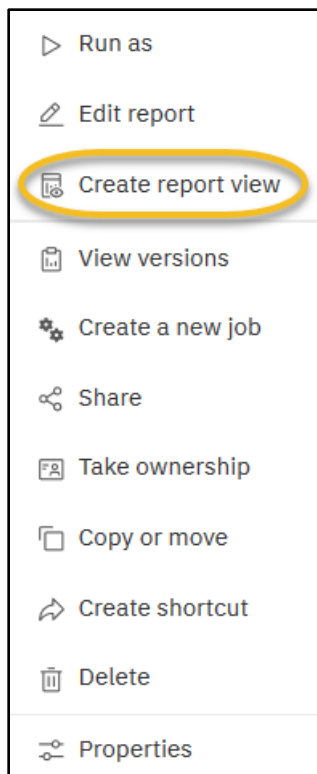 Run as
Edit report
Create report view
View versions
Create a new job
Share
Take ownership
Copy or move
Create shortcut
Delete
Properties